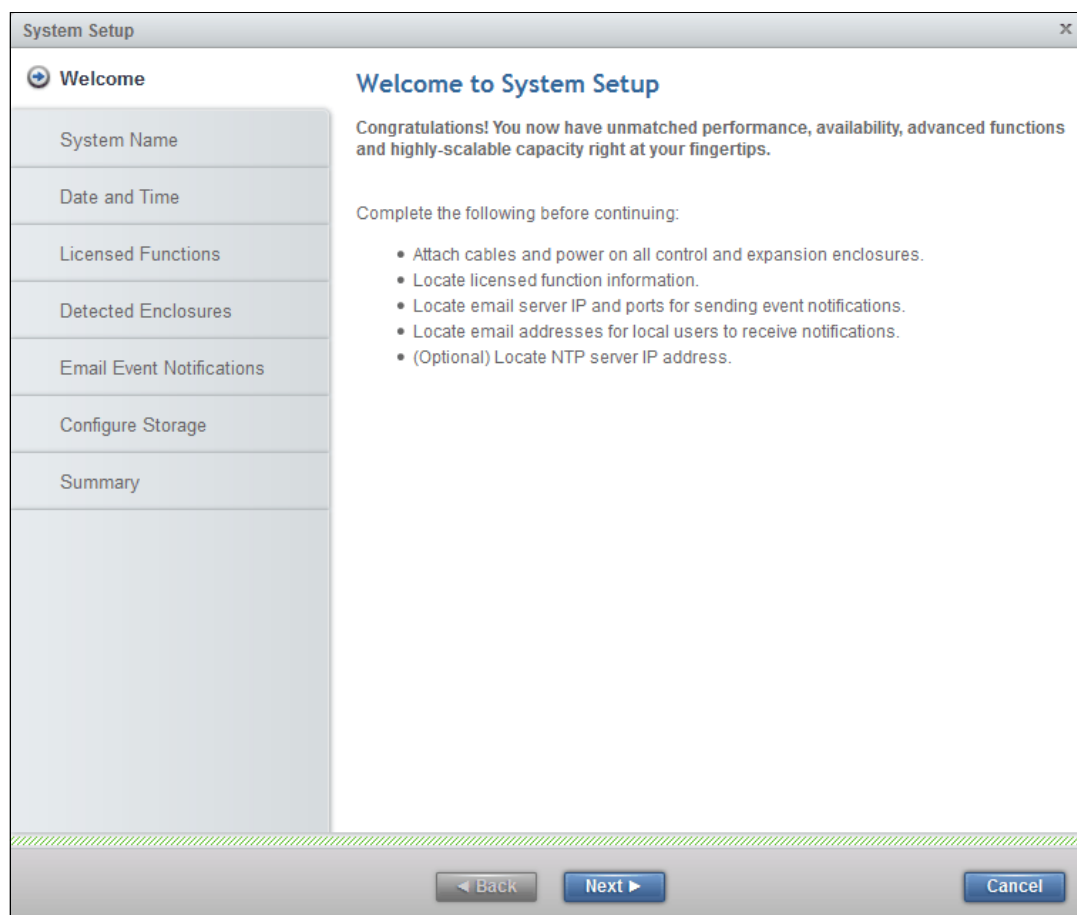 System Setup
x
Welcome
System Name
Date and Time
Licensed Functions
Detected Enclosures
Email Event Notifications
Configure Storage
Summary
Welcome to System Setup
Congratulations! You now have unmatched performance, availability, advanced functions
and highly-scalable capacity right at your fingertips.
Complete the following before continuing:
• Attach cables and power on all control and expansion enclosures.
• Locate licensed function information.
• Locate email server IP and ports for sending event notifications.
• Locate email addresses for local users to receive notifications.
• (Optional) Locate NTP server IP address.
◄ Back
Next ►
Cancel